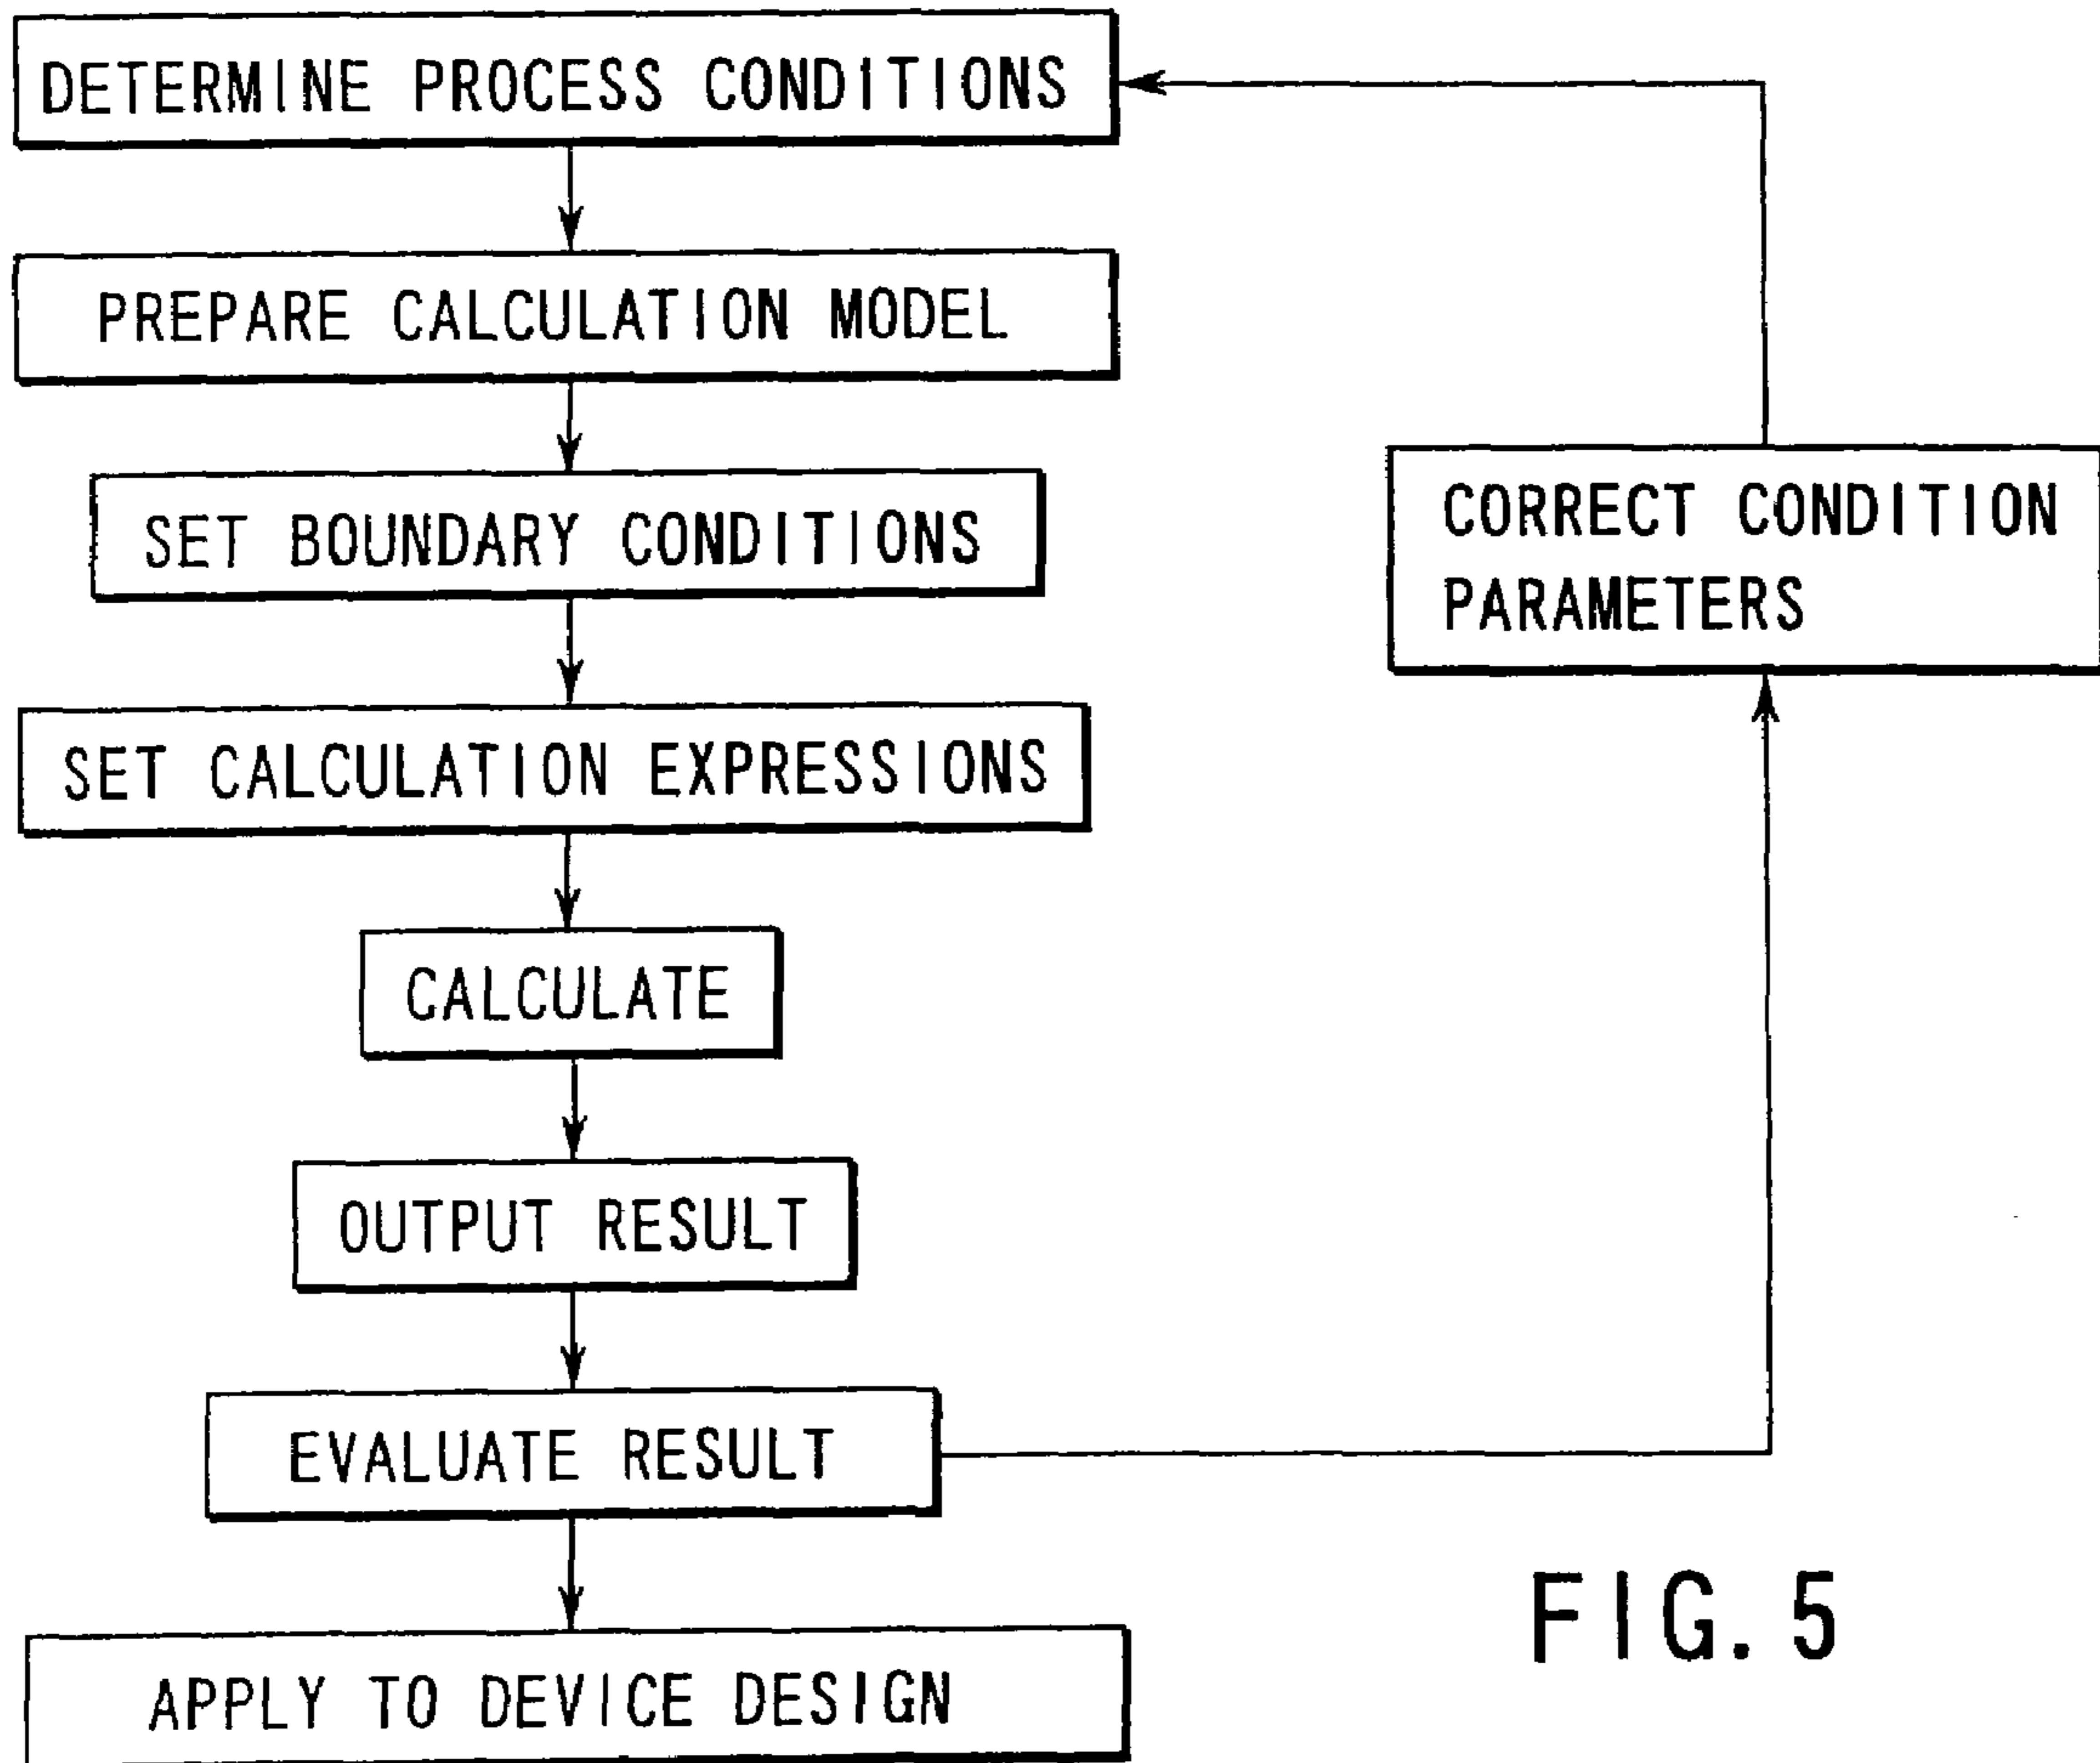 DETERMINE PROCESS CONDITIONS
PREPARE CALCULATION MODEL
SET BOUNDARY CONDITIONS
SET CALCULATION EXPRESSIONS
CALCULATE
OUTPUT RESULT
EVALUATE RESULT
APPLY TO DEVICE DESIGN
CORRECT CONDITION
PARAMETERS
FIG. 5